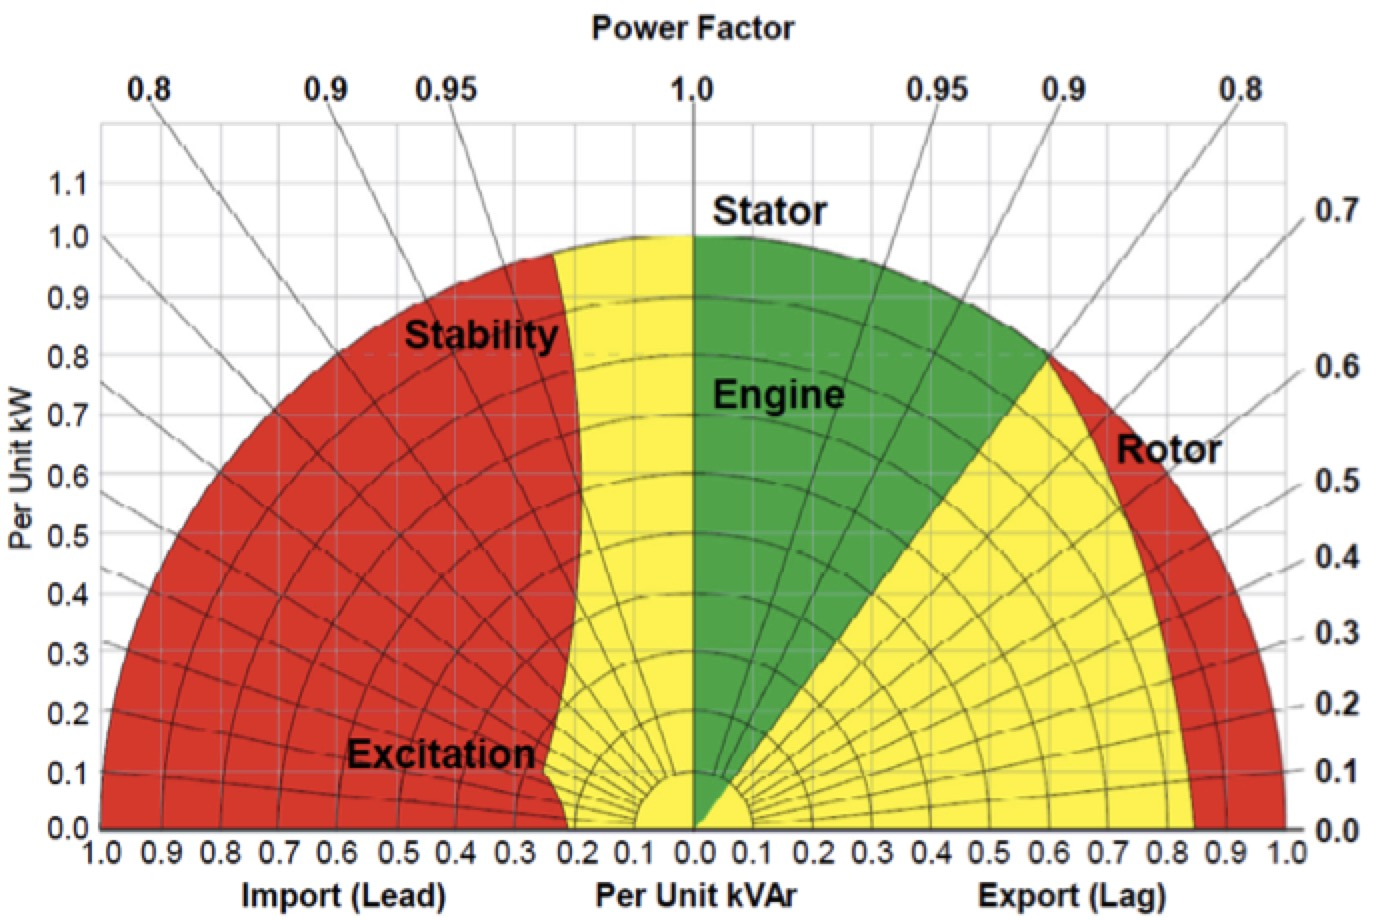 Power Factor
0.8 0.9 0.95 1.0 0.95 0.9 0.8
1.1
Stator
0.7
1.0
0.9
Stability
0.8
0.6
Engine
0.7
Rotor
0.6
0.5
Per Unit kW
0.5
0.4
0.4
0.3
0.3
0.2
0.2
Excitation
0.1
0.1
0.0
0.0
1.0 0.9 0.8 0.7 0.6 0.5 0.4 0.3 0.2 0.1 0.0 0.1 0.2 0.3 0.4 0.5 0.6 0.7 0.8 0.9 1.0
Import (Lead) Per Unit kVAr Export (Lag)